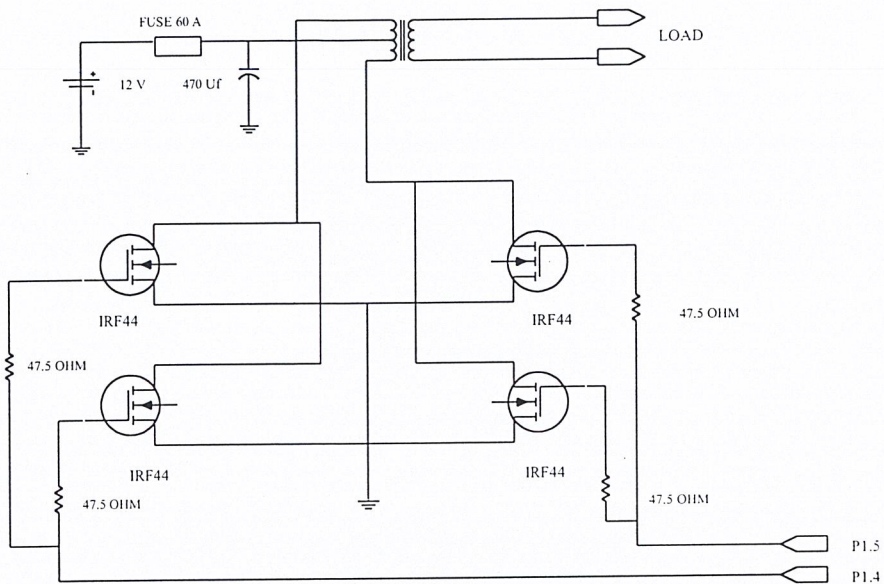 FUSE 60 A
LOAD
12 V
470 Uf
IRF44
IRF44
47.5 OHM
47.5 OHM
IRF44
IRF44
47.5 OHM
47.5 OHM
P1.5
P1.4